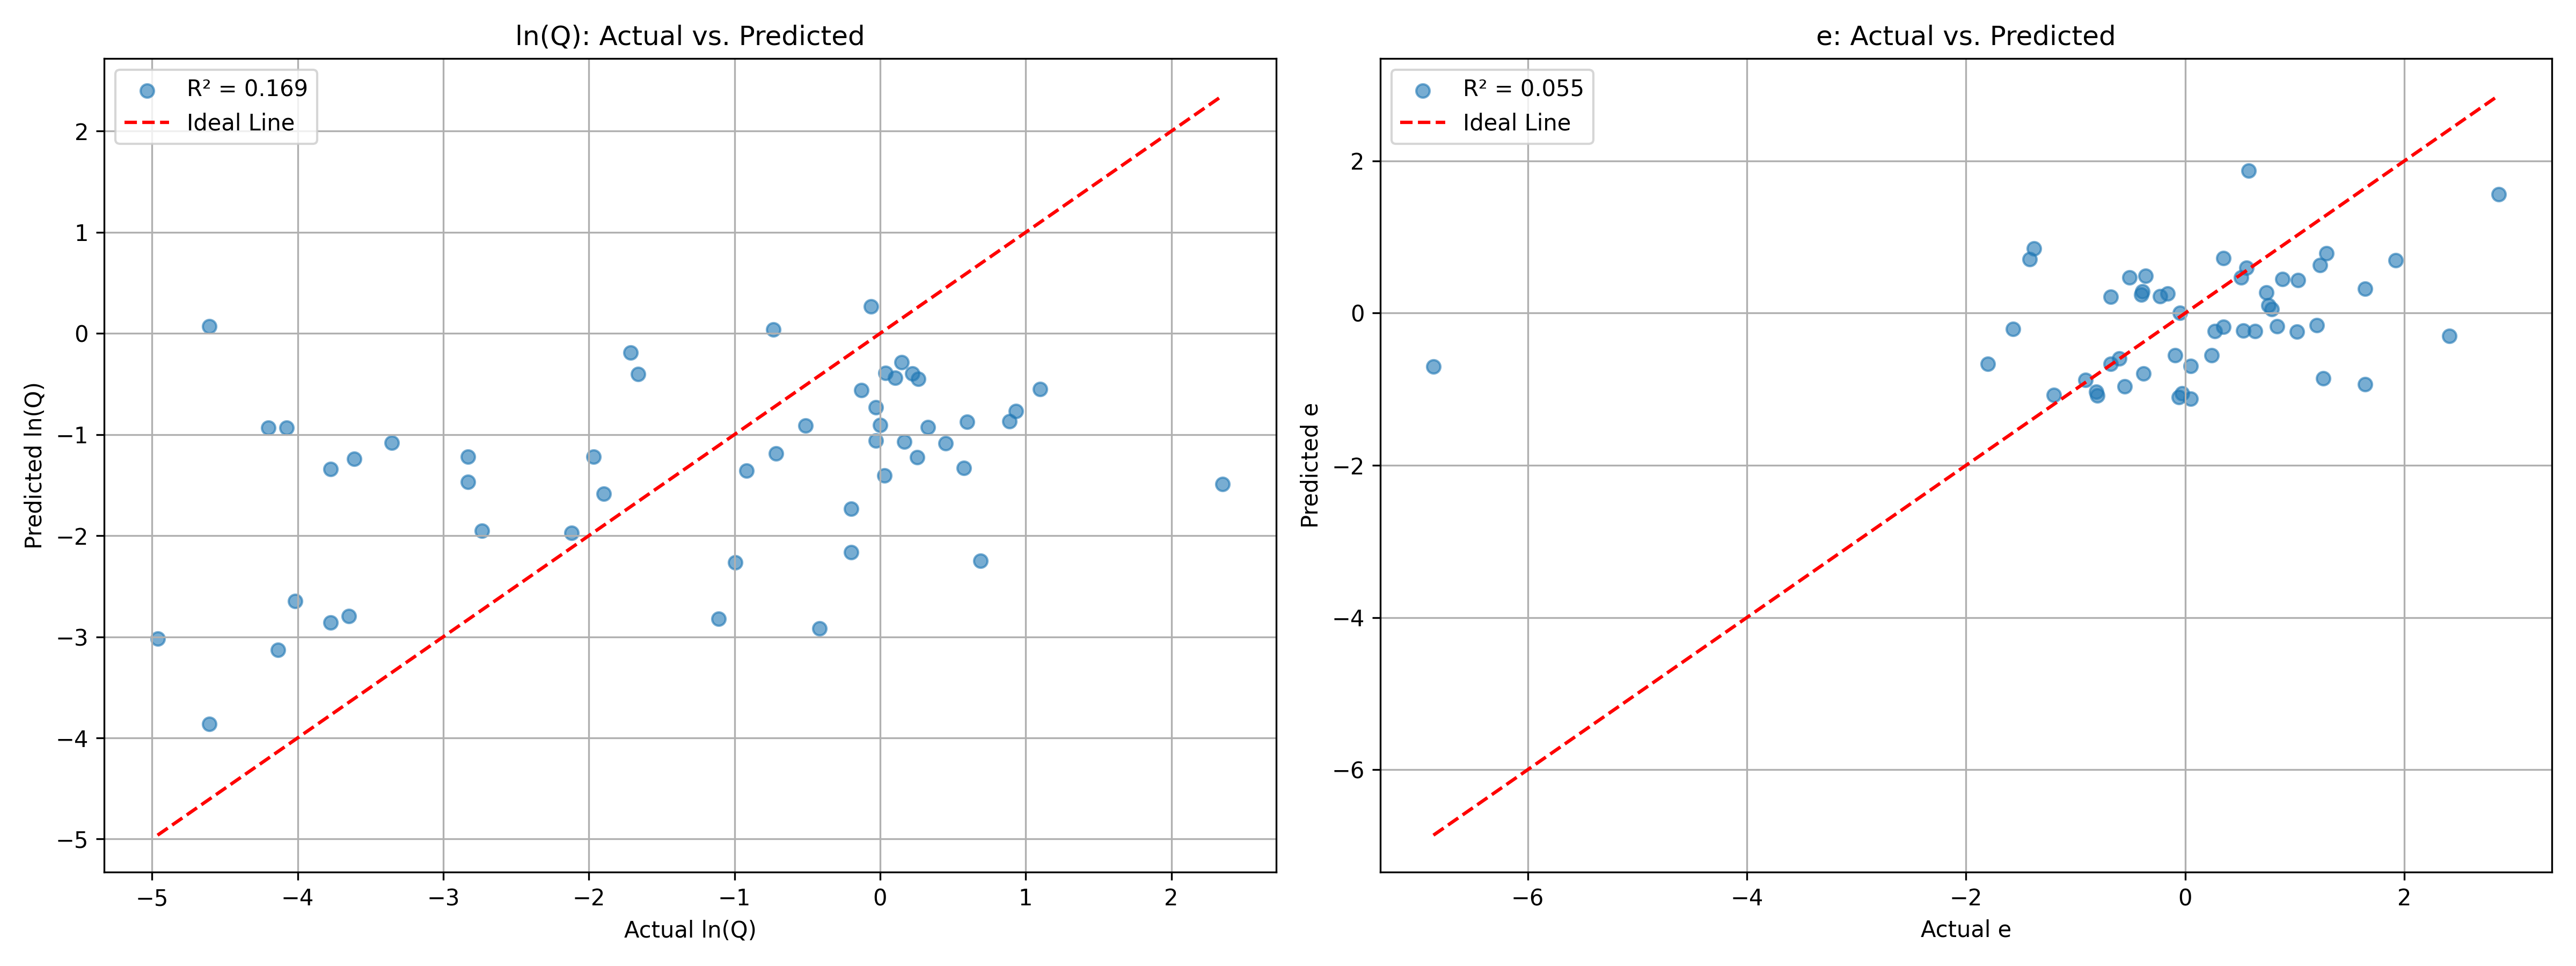 ln(Q): Actual vs. Predicted
R² = 0.169
Ideal Line
2
1
0
−1
−2
−3
−4
−5
Predicted ln(Q)
−5 −4 −3 −2 −1 0 1 2
Actual ln(Q)
e: Actual vs. Predicted
R² = 0.055
Ideal Line
2
0
−2
−4
−6
Predicted e
−6 −4 −2 0 2
Actual e